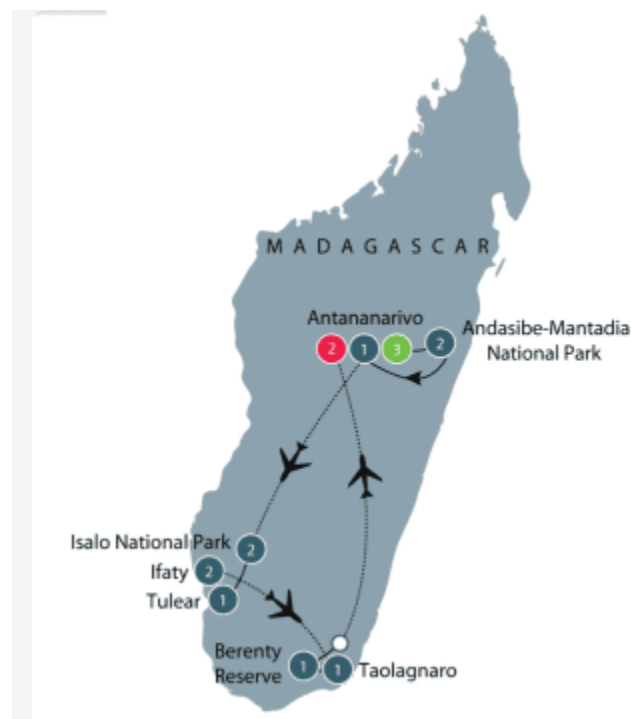 M A D A G A S C A R
Antananarivo
2 1 3 2
Andasibe-Mantadia
National Park
Isalo National Park 2
Ifaty 2
Tulear 1
Berenty
Reserve 1
1 Taolagnaro